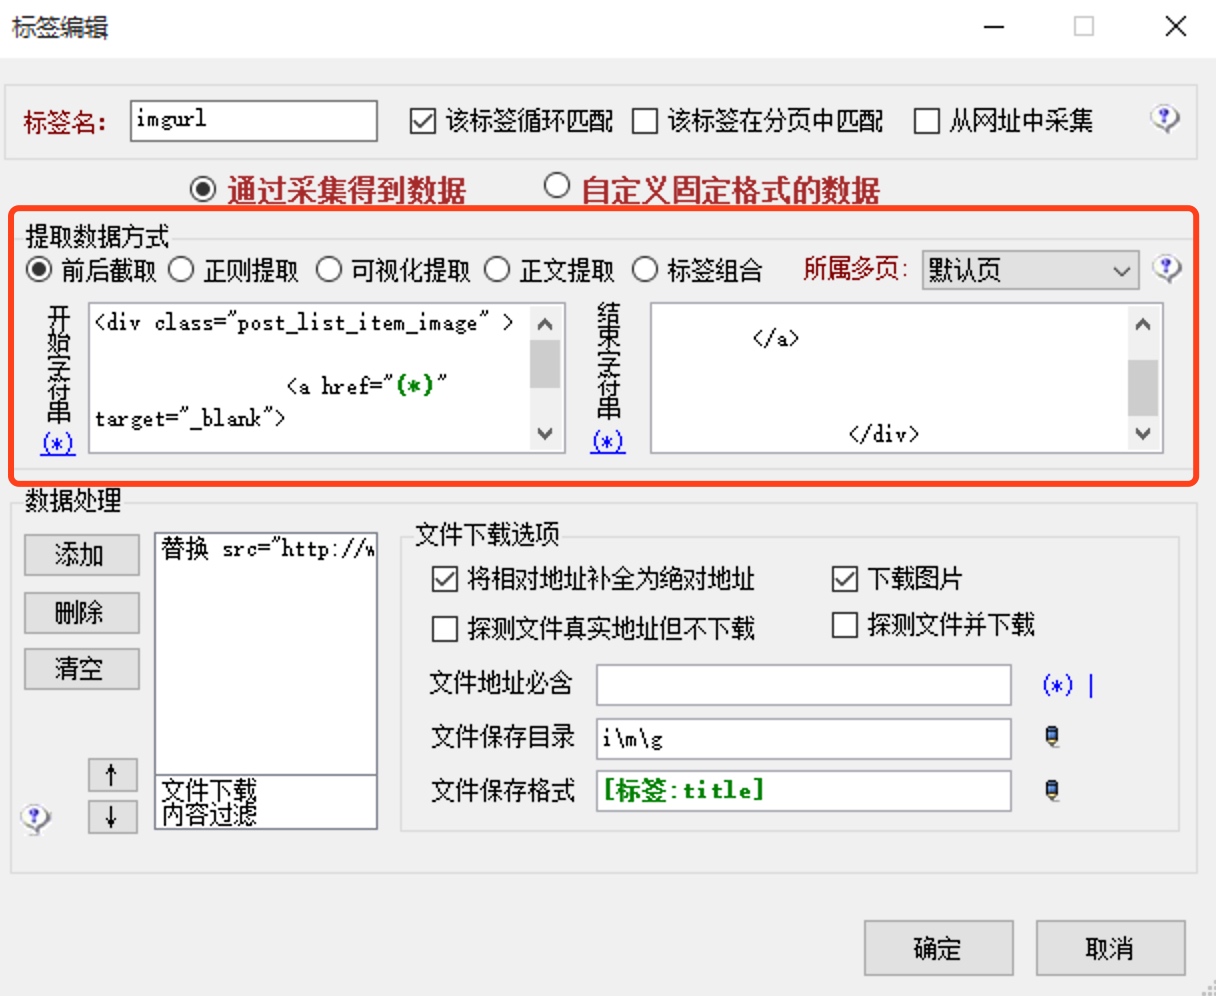 标签编辑
标签名: imgurl 该标签循环匹配 该标签在分页中匹配 从网址中采集
通过采集得到数据 自定义固定格式的数据
提取数据方式
前后截取 正则提取 可视化提取 正文提取 标签组合 所属多页: 默认页
开始字符串
(*)
<div class="post_list_item_image" >
<a href="(*)"
target="_blank">
结束字符串
(*)
</a>
</div>
数据处理
添加
删除
清空
↑
↓
替换 src="http://w
文件下载
内容过滤
文件下载选项
将相对地址补全为绝对地址 下载图片
探测文件真实地址但不下载 探测文件并下载
文件地址必含 (*) |
文件保存目录 i\m\g
文件保存格式 [标签:title]
确定 取消